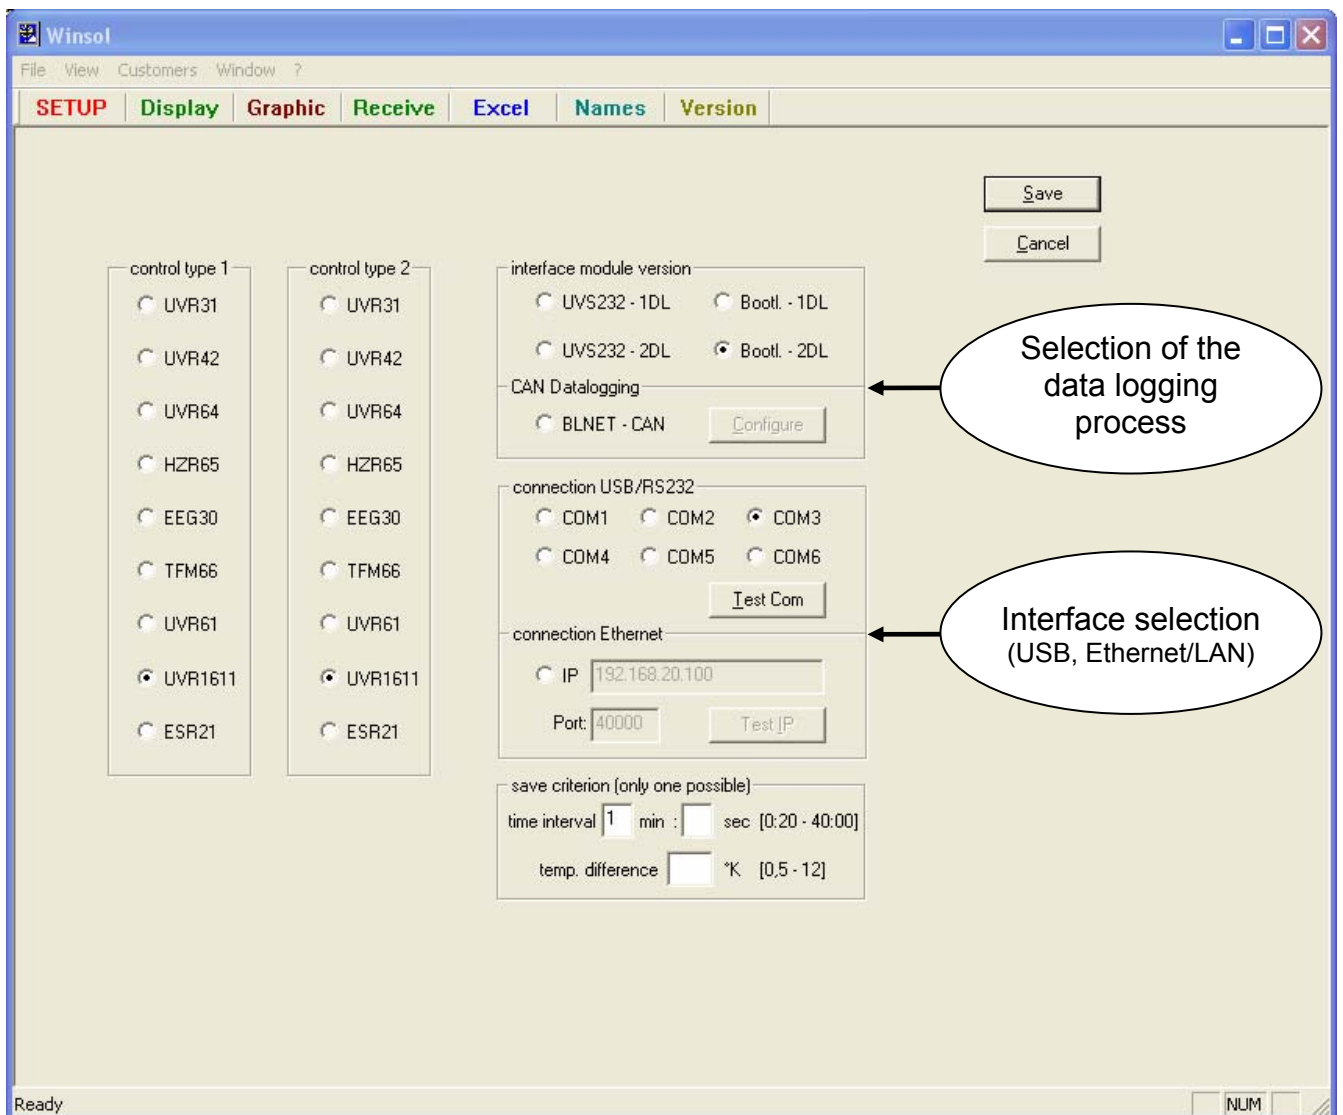 Winsol
File View Customers Window ?
SETUP Display Graphic Receive Excel Names Version
Save
Cancel
control type 1
UVR31
UVR42
UVR64
HZR65
EEG30
TFM66
UVR61
UVR1611
ESR21
control type 2
UVR31
UVR42
UVR64
HZR65
EEG30
TFM66
UVR61
UVR1611
ESR21
interface module version
UVS232 - 1DL Bootl. - 1DL
UVS232 - 2DL Bootl. - 2DL
CAN Datalogging
BLNET - CAN Configure
connection USB/RS232
COM1 COM2 COM3
COM4 COM5 COM6
Test Com
connection Ethernet
IP 192.168.20.100
Port: 40000 Test IP
save criterion (only one possible)
time interval 1 min : sec [0:20 - 40:00]
temp. difference °K [0,5 - 12]
Selection of the
data logging
process
Interface selection
(USB, Ethernet/LAN)
Ready NUM